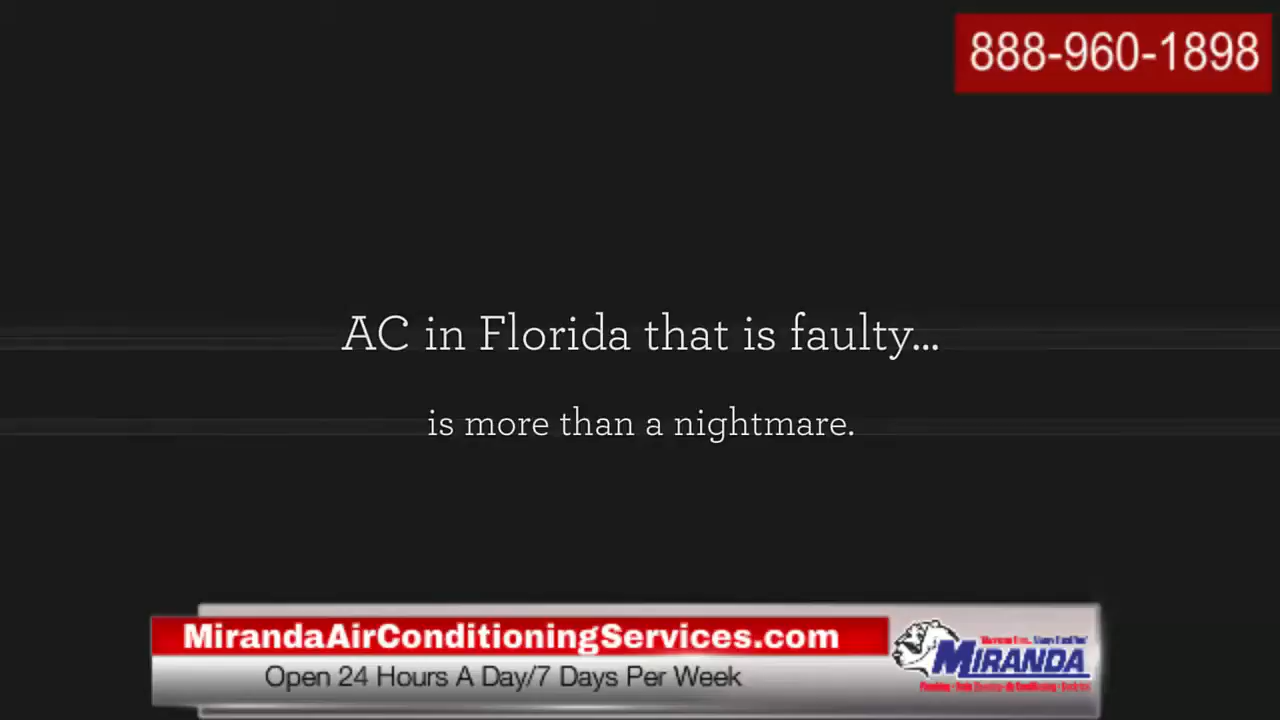 888-960-1898
AC in Florida that is faulty...
is more than a nightmare.
MirandaAirConditioningServices.com
Open 24 Hours A Day/7 Days Per Week
MIRANDA